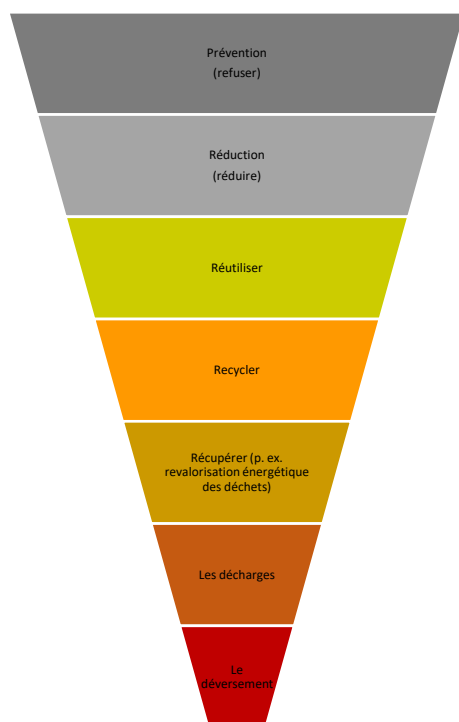 Prévention
(refuser)
Réduction
(réduire)
Réutiliser
Recycler
Récupérer (p. ex.
revalorisation énergétique
des déchets)
Les décharges
Le
déversement